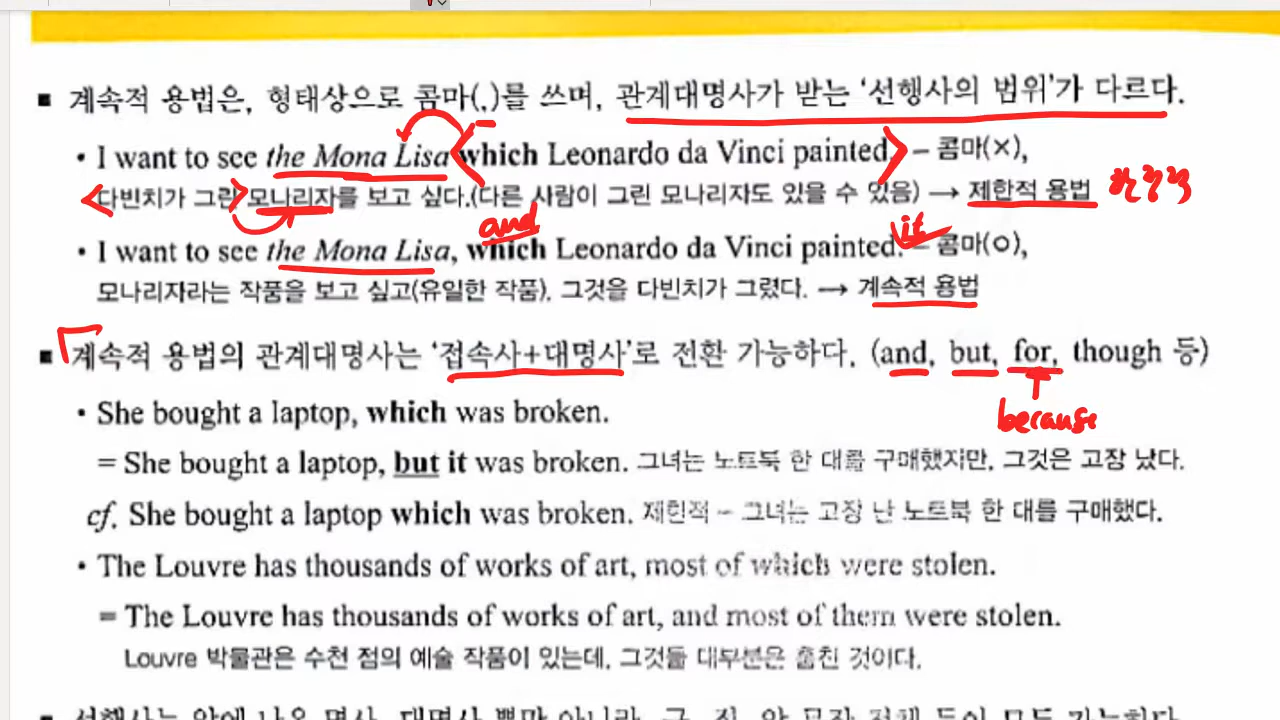 ■ 계속적 용법은, 형태상으로 콤마(,)를 쓰며, 관계대명사가 받는 '선행사의 범위'가 다르다.
• I want to see the Mona Lisa which Leonardo da Vinci painted. – 콤마(×),
다빈치가 그린 모나리자를 보고 싶다.(다른 사람이 그린 모나리자도 있을 수 있음) → 제한적 용법
and it
• I want to see the Mona Lisa, which Leonardo da Vinci painted. – 콤마(○),
모나리자라는 작품을 보고 싶고(유일한 작품), 그것을 다빈치가 그렸다. → 계속적 용법
■ 계속적 용법의 관계대명사는 '접속사+대명사'로 전환 가능하다. (and, but, for, though 등)
because
• She bought a laptop, which was broken.
= She bought a laptop, but it was broken. 그녀는 노트북 한 대를 구매했지만, 그것은 고장 났다.
cf. She bought a laptop which was broken. 제한적 – 그녀는 고장 난 노트북 한 대를 구매했다.
• The Louvre has thousands of works of art, most of which were stolen.
= The Louvre has thousands of works of art, and most of them were stolen.
Louvre 박물관은 수천 점의 예술 작품이 있는데, 그것들 대부분은 훔친 것이다.